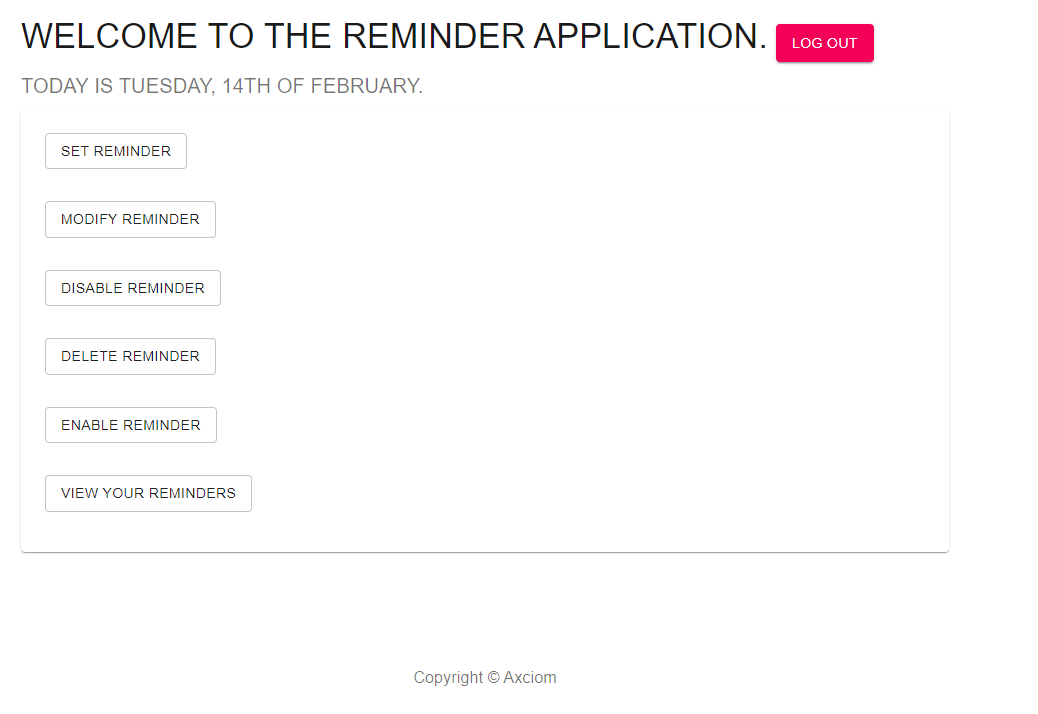 WELCOME TO THE REMINDER APPLICATION. LOG OUT
TODAY IS TUESDAY, 14TH OF FEBRUARY.
SET REMINDER
MODIFY REMINDER
DISABLE REMINDER
DELETE REMINDER
ENABLE REMINDER
VIEW YOUR REMINDERS
Copyright © Axciom